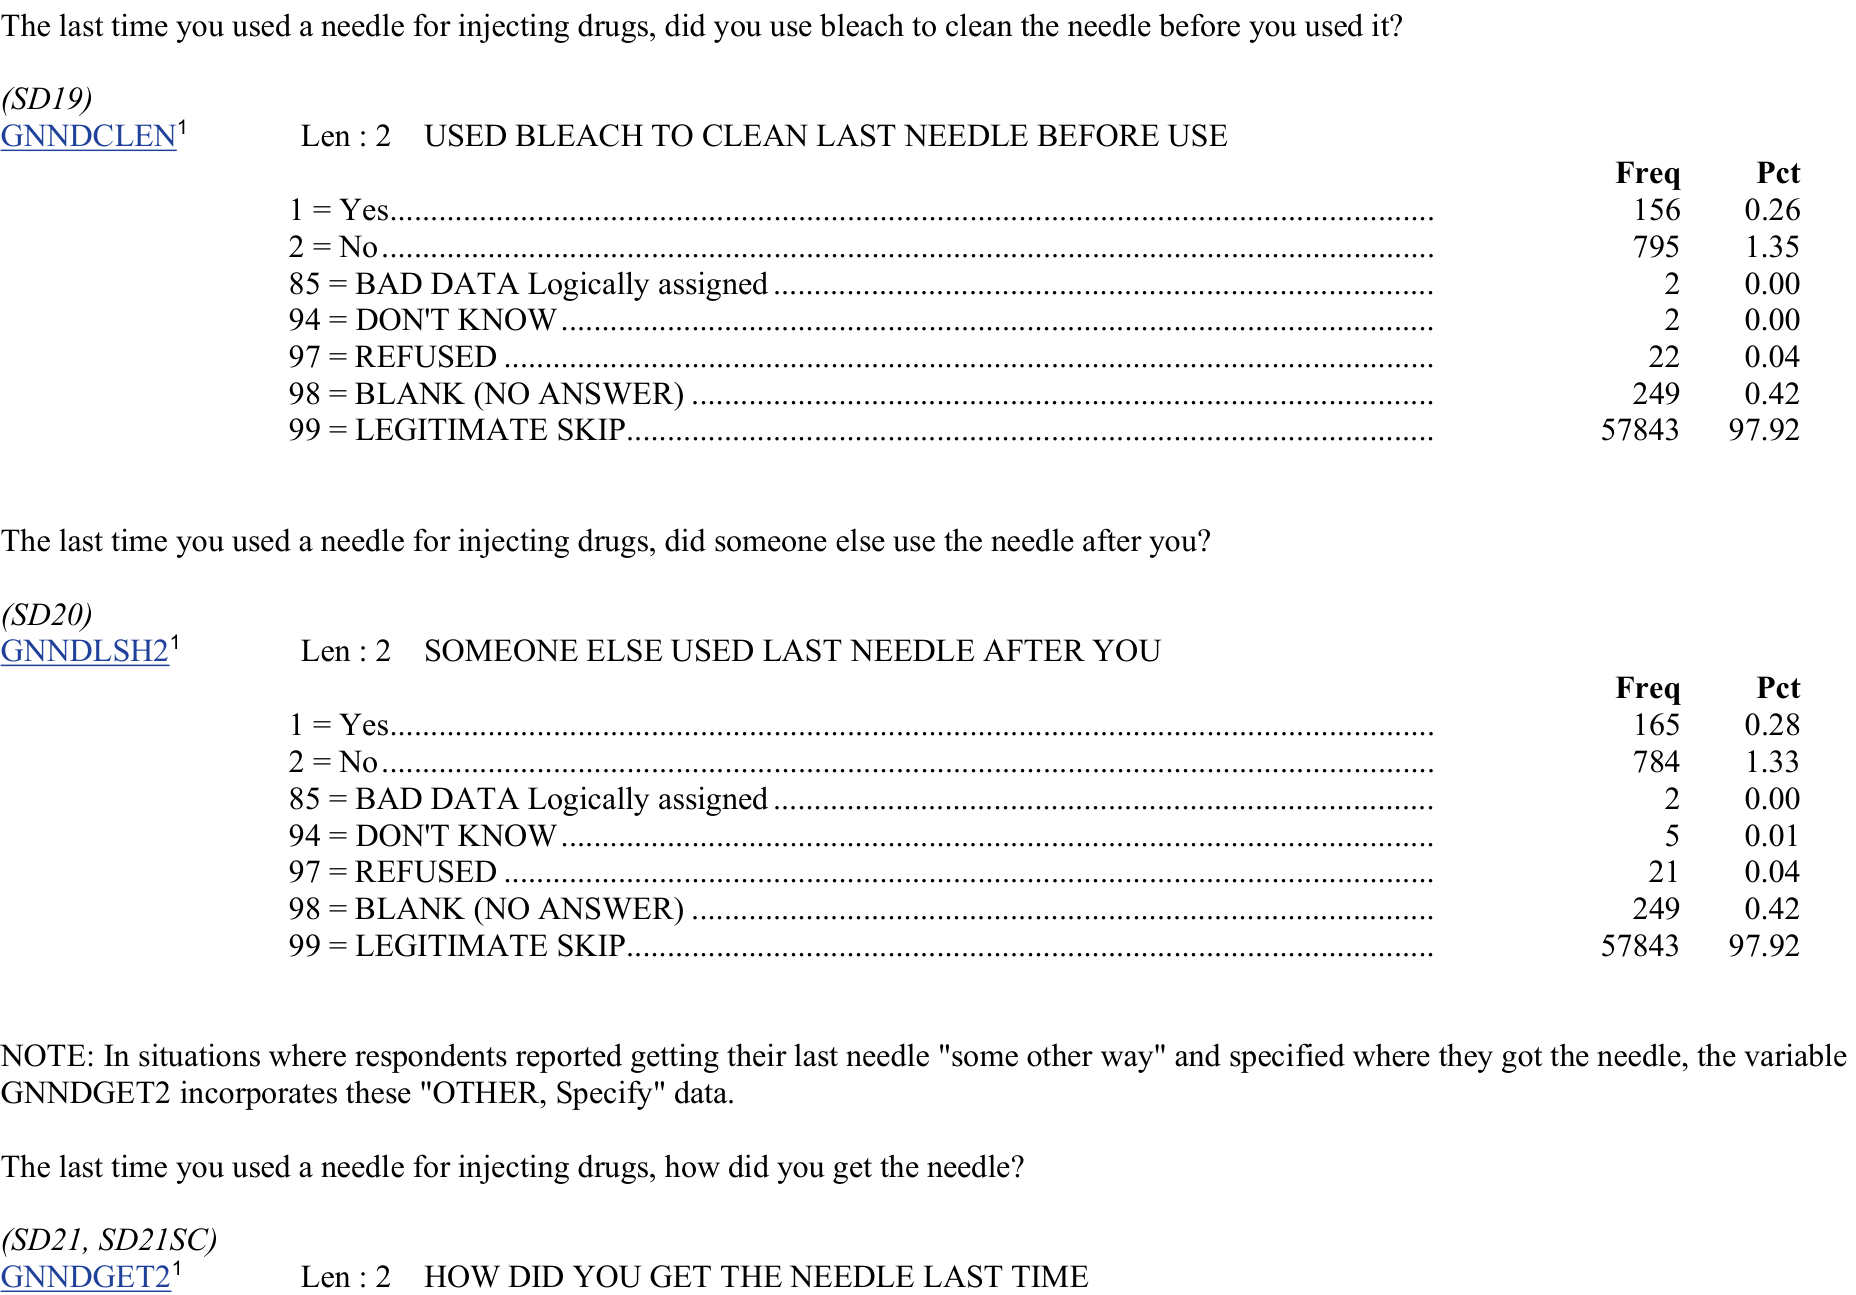 The last time you used a needle for injecting drugs, did you use bleach to clean the needle before you used it?
(SD19)
GNNDCLEN1 Len : 2 USED BLEACH TO CLEAN LAST NEEDLE BEFORE USE
Freq Pct
1 = Yes.......... 156 0.26
2 = No.......... 795 1.35
85 = BAD DATA Logically assigned.......... 2 0.00
94 = DON'T KNOW.......... 2 0.00
97 = REFUSED.......... 22 0.04
98 = BLANK (NO ANSWER).......... 249 0.42
99 = LEGITIMATE SKIP.......... 57843 97.92
The last time you used a needle for injecting drugs, did someone else use the needle after you?
(SD20)
GNNDLSH21 Len : 2 SOMEONE ELSE USED LAST NEEDLE AFTER YOU
Freq Pct
1 = Yes.......... 165 0.28
2 = No.......... 784 1.33
85 = BAD DATA Logically assigned.......... 2 0.00
94 = DON'T KNOW.......... 5 0.01
97 = REFUSED.......... 21 0.04
98 = BLANK (NO ANSWER).......... 249 0.42
99 = LEGITIMATE SKIP.......... 57843 97.92
NOTE: In situations where respondents reported getting their last needle "some other way" and specified where they got the needle, the variable
GNNDGET2 incorporates these "OTHER, Specify" data.
The last time you used a needle for injecting drugs, how did you get the needle?
(SD21, SD21SC)
GNNDGET21 Len : 2 HOW DID YOU GET THE NEEDLE LAST TIME